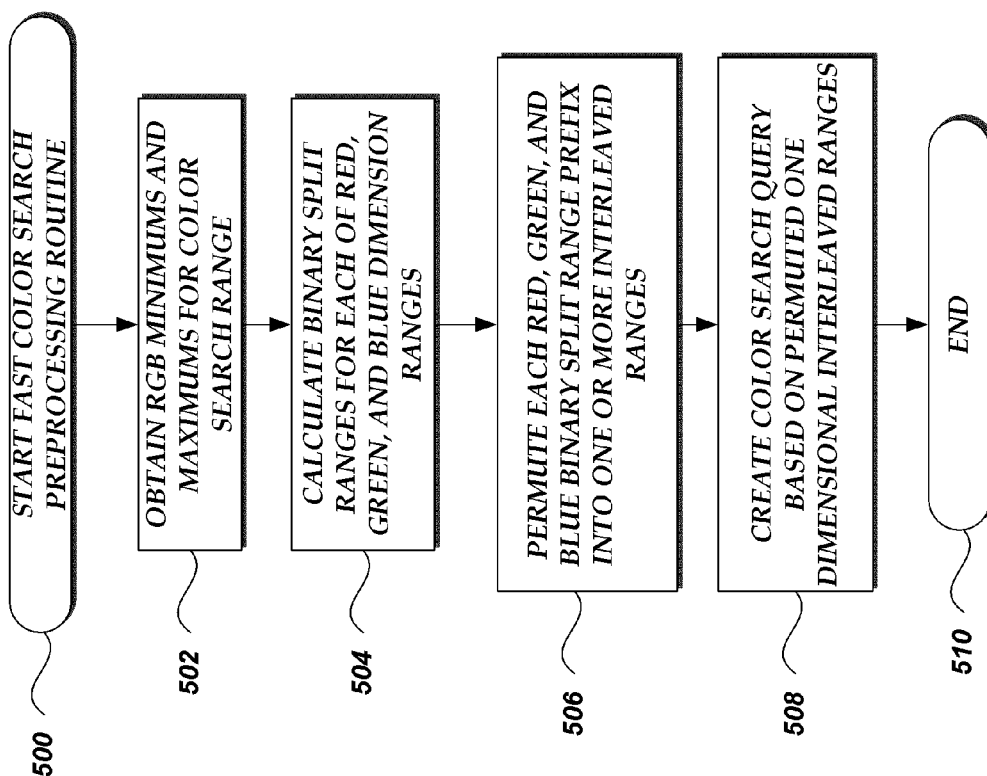 START FAST COLOR SEARCH
PREPROCESSING ROUTINE
500
OBTAIN RGB MINIMUMS AND
MAXIMUMS FOR COLOR
SEARCH RANGE
502
CALCULATE BINARY SPLIT
RANGES FOR EACH OF RED,
GREEN, AND BLUE DIMENSION
RANGES
504
PERMUTE EACH RED, GREEN, AND
BLUE BINARY SPLIT RANGE PREFIX
INTO ONE OR MORE INTERLEAVED
RANGES
506
CREATE COLOR SEARCH QUERY
BASED ON PERMUTED ONE
DIMENSIONAL INTERLEAVED RANGES
508
END
510